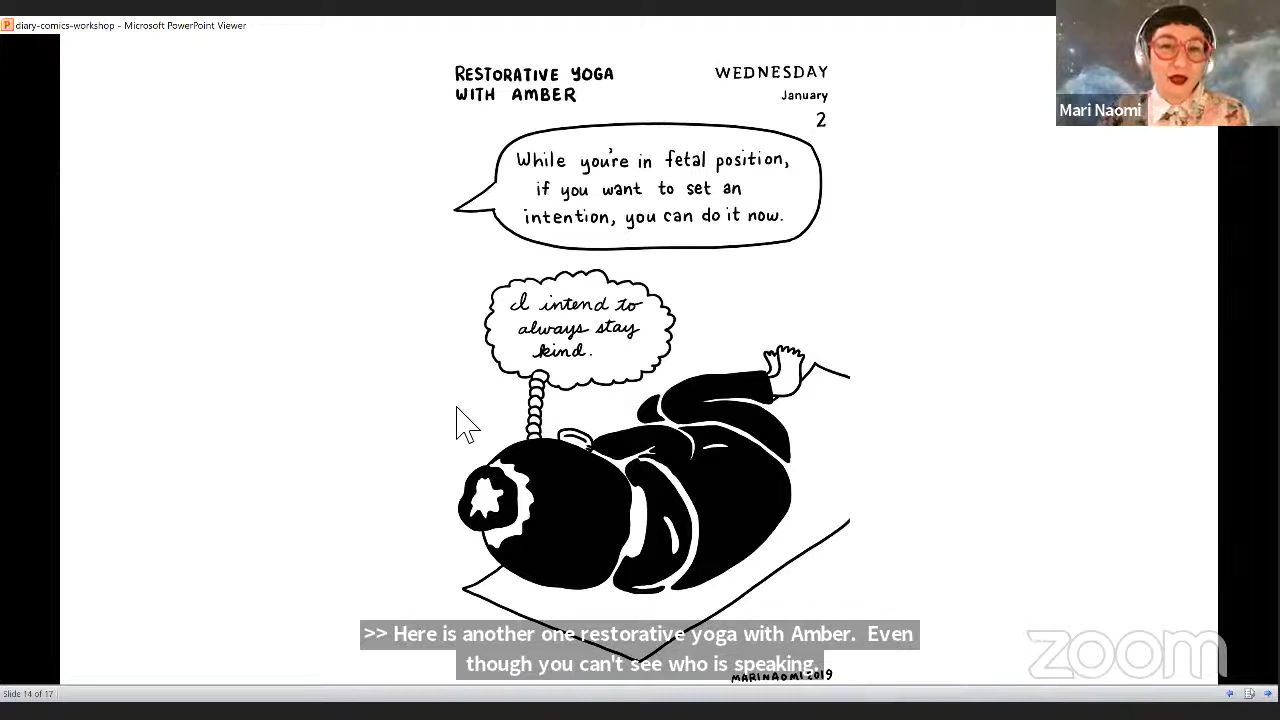 diary-comics-workshop - Microsoft PowerPoint Viewer
RESTORATIVE YOGA
WITH AMBER
WEDNESDAY
January
2
Mari Naomi
While you're in fetal position,
if you want to set an
intention, you can do it now.
I intend to
always stay
kind.
>> Here is another one restorative yoga with Amber. Even
though you can't see who is speaking.
MARINAOMI 2019
zoom
Slide 14 of 17